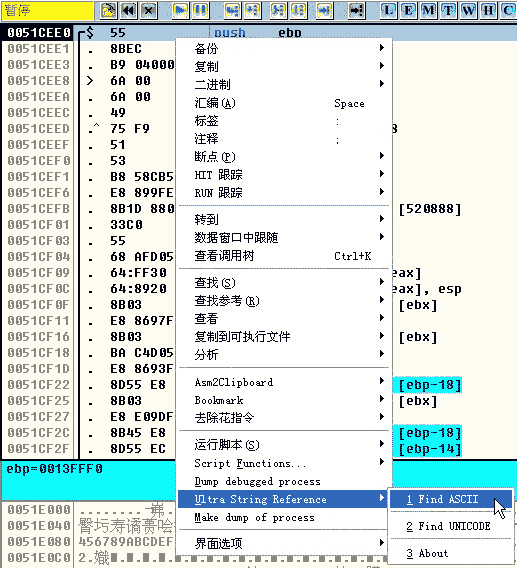 暂停 L E M T W H C
0051CEE0 $ 55 push ebp
0051CEE1 . 8BEC
0051CEE3 . B9 04000
0051CEE8 > 6A 00
0051CEEA . 6A 00
0051CEEC . 49
0051CEED .^ 75 F9
0051CEEF . 51
0051CEF0 . 53
0051CEF1 . B8 58CB5
0051CEF6 . E8 899FE
0051CEFB . 8B1D 880 [520888]
0051CF01 . 33C0
0051CF03 . 55
0051CF04 . 68 AFD05
0051CF09 . 64:FF30 eax]
0051CF0C . 64:8920 eax], esp
0051CF0F . 8B03 [ebx]
0051CF11 . E8 8697F
0051CF16 . 8B03 [ebx]
0051CF18 . BA C4D05
0051CF1D . E8 8693F
0051CF22 . 8D55 E8 [ebp-18]
0051CF25 . 8B03 [ebx]
0051CF27 . E8 E09DF
0051CF2C . 8B45 E8 [ebp-18]
0051CF2F . 8D55 EC [ebp-14]
ebp=0013FFF0
0051E000
0051E040
0051E080 456789ABCDEF
0051E0C0
备份
复制
二进制
汇编(A) Space
标签 :
注释 ;
断点(P)
HIT 跟踪
RUN 跟踪
转到
数据窗口中跟随
查看调用树 Ctrl+K
查找(S)
查找参考(R)
查看
复制到可执行文件
分析
Asm2Clipboard
Bookmark
去除花指令
运行脚本(S)
Script Functions...
Dump debugged process
Ultra String Reference
Make dump of process
界面选项
1 Find ASCII
2 Find UNICODE
3 About